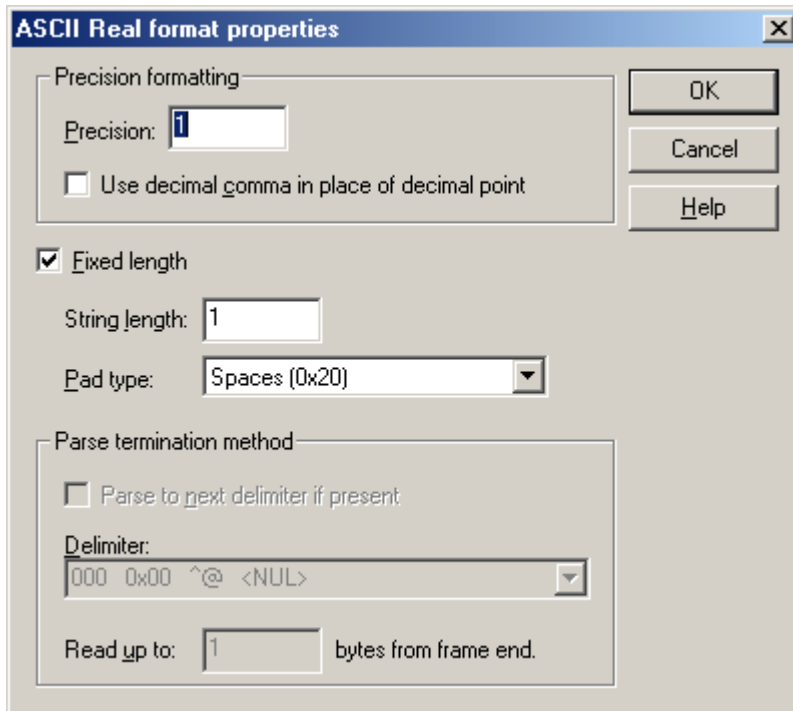 ASCII Real format properties
Precision formatting
Precision: 1
Use decimal comma in place of decimal point
OK
Cancel
Help
Fixed length
String length: 1
Pad type: Spaces (0x20)
Parse termination method
Parse to next delimiter if present
Delimiter:
000 0x00 ^@ <NUL>
Read up to: 1 bytes from frame end.